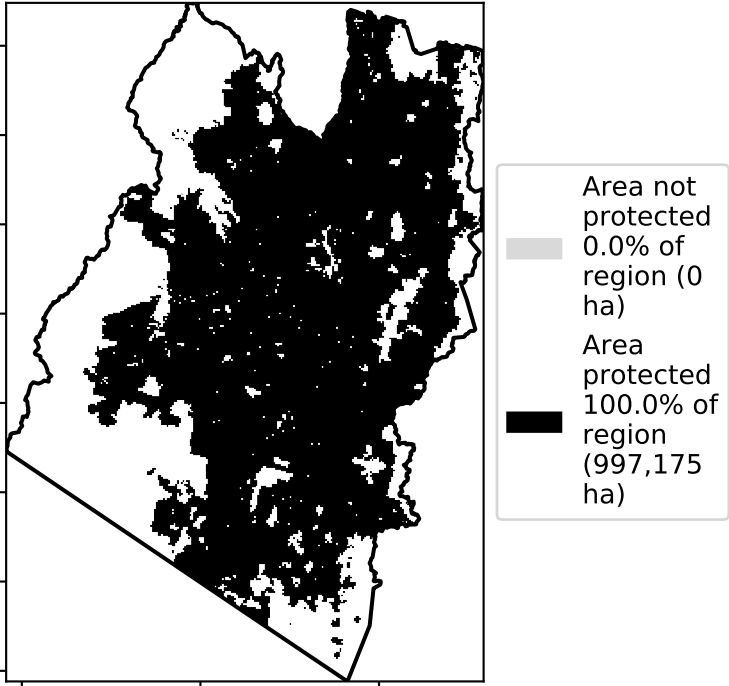 Area not
protected
0.0% of
region (0
ha)
Area
protected
100.0% of
region
(997,175
ha)